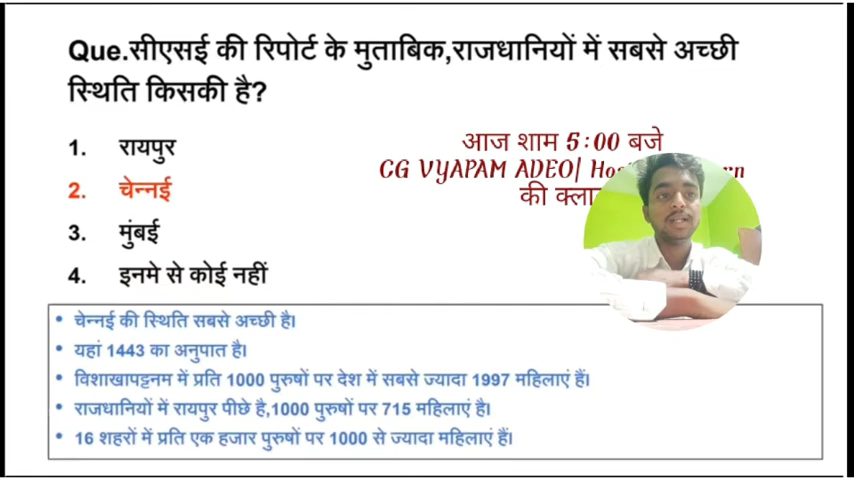 Que.सीएसई की रिपोर्ट के मुताबिक,राजधानियों में सबसे अच्छी
स्थिति किसकी है?
1. रायपुर
2. चेन्नई
3. मुंबई
4. इनमे से कोई नहीं
आज शाम 5:00 बजे
CG VYAPAM ADEO|
की
• चेन्नई की स्थिति सबसे अच्छी है।
• यहां 1443 का अनुपात है।
• विशाखापट्टनम में प्रति 1000 पुरुषों पर देश में सबसे ज्यादा 1997 महिलाएं हैं।
• राजधानियों में रायपुर पीछे है,1000 पुरुषों पर 715 महिलाएं है।
• 16 शहरों में प्रति एक हजार पुरुषों पर 1000 से ज्यादा महिलाएं हैं।